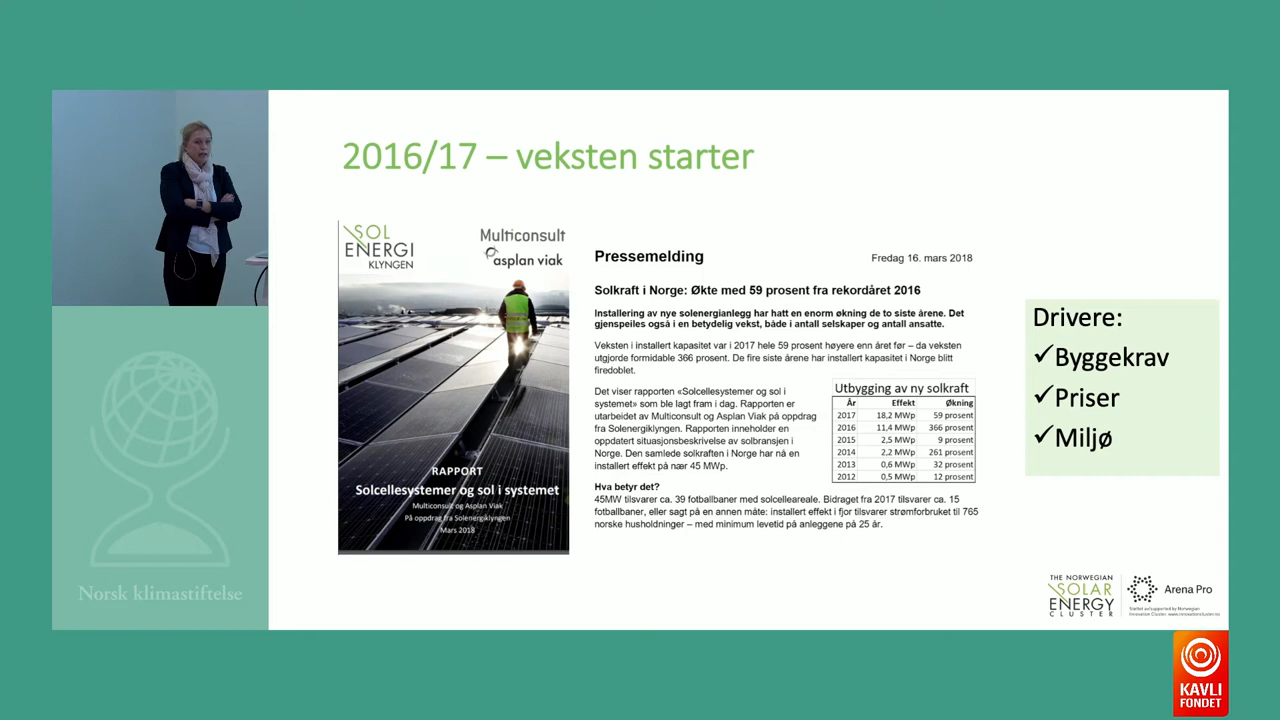 2016/17 – veksten starter
SOL
ENERGI
KLYNGEN
Multiconsult
asplan viak
RAPPORT
Solcellesystemer og sol i systemet
Multiconsult og Asplan Viak
På oppdrag fra Solenergiklyngen
Mars 2018
Pressemelding
Fredag 16. mars 2018
Solkraft i Norge: Økte med 59 prosent fra rekordåret 2016
Installering av nye solenergianlegg har hatt en enorm økning de to siste årene. Det
gjenspeiles også i en betydelig vekst, både i antall selskaper og antall ansatte.
Veksten i installert kapasitet var i 2017 hele 59 prosent høyere enn året før – da veksten
utgjorde formidable 366 prosent. De fire siste årene har installert kapasitet i Norge blitt
firedoblet.
Det viser rapporten «Solcellesystemer og sol i
systemet» som ble lagt fram i dag. Rapporten er
utarbeidet av Multiconsult og Asplan Viak på oppdrag
fra Solenergiklyngen. Rapporten inneholder en
oppdatert situasjonsbeskrivelse av solbransjen i
Norge. Den samlede solkraften i Norge har nå en
installert effekt på nær 45 MWp.
Utbygging av ny solkraft
År Effekt Økning
2017 18,2 MWp 59 prosent
2016 11,4 MWp 366 prosent
2015 2,5 MWp 9 prosent
2014 2,2 MWp 261 prosent
2013 0,6 MWp 32 prosent
2012 0,5 MWp 12 prosent
Hva betyr det?
45MW tilsvarer ca. 39 fotballbaner med solcelleareale. Bidraget fra 2017 tilsvarer ca. 15
fotballbaner, eller sagt på en annen måte: installert effekt i fjor tilsvarer strømforbruket til 765
norske husholdninger – med minimum levetid på anleggene på 25 år.
Drivere:
✓Byggekrav
✓Priser
✓Miljø
Norsk klimastiftelse
THE NORWEGIAN
SOLAR
ENERGY
CLUSTER
Arena Pro
KAVLI
FONDET